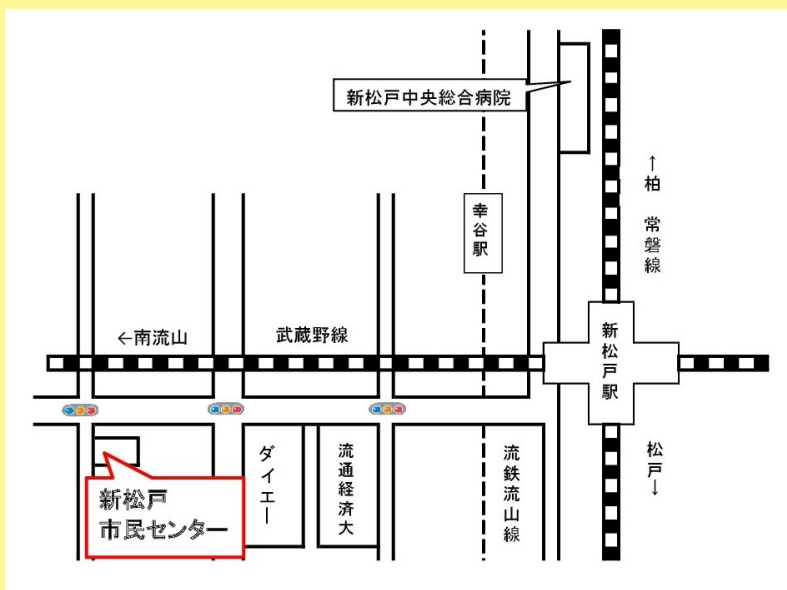 新松戸中央総合病院
↑柏 常磐線
幸谷駅
←南流山
武蔵野線
新松戸駅
ダイエー
流通経済大
流鉄流山線
松戸↓
新松戸
市民センター